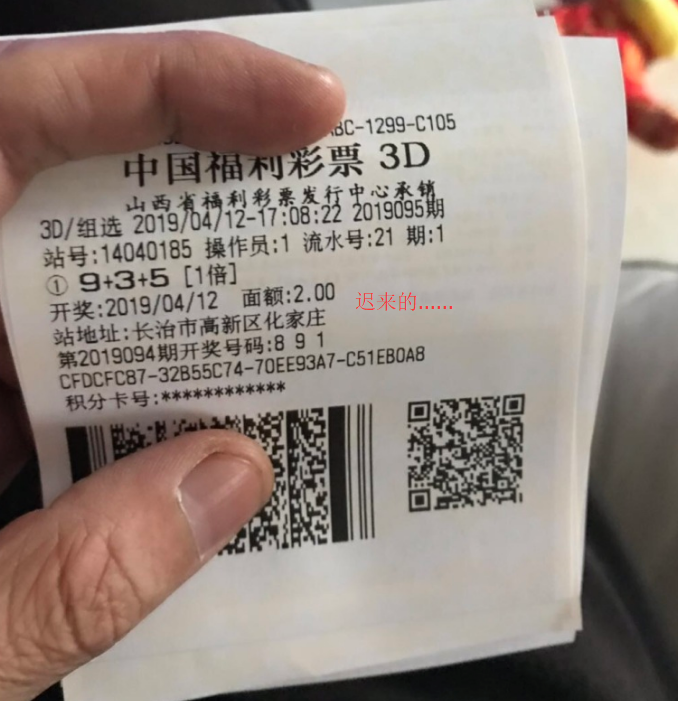 ABC-1299-C105
中国福利彩票 3D
山西省福利彩票发行中心承销
3D/组选 2019/04/12-17:08:22 2019095期
站号:14040185 操作员:1 流水号:21 期:1
① 9+3+5 [1倍]
开奖:2019/04/12 面额:2.00
迟来的......
站地址:长治市高新区化家庄
第2019094期开奖号码:8 9 1
CFDCFC87-32B55C74-70EE93A7-C51EB0A8
积分卡号:************